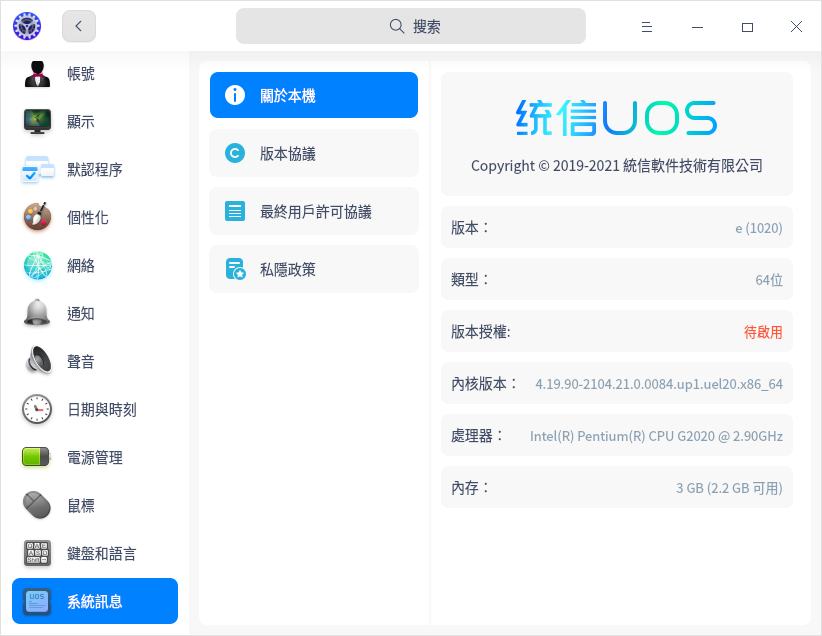 搜索
帳號
顯示
默認程序
個性化
網絡
通知
聲音
日期與時刻
電源管理
鼠標
鍵盤和語言
系統訊息
關於本機
版本協議
最終用戶許可協議
私隱政策
统信UOS
Copyright © 2019-2021 統信軟件技術有限公司
版本： e (1020)
類型： 64位
版本授權: 待啟用
內核版本： 4.19.90-2104.21.0.0084.up1.uel20.x86_64
處理器： Intel(R) Pentium(R) CPU G2020 @ 2.90GHz
內存： 3 GB (2.2 GB 可用)